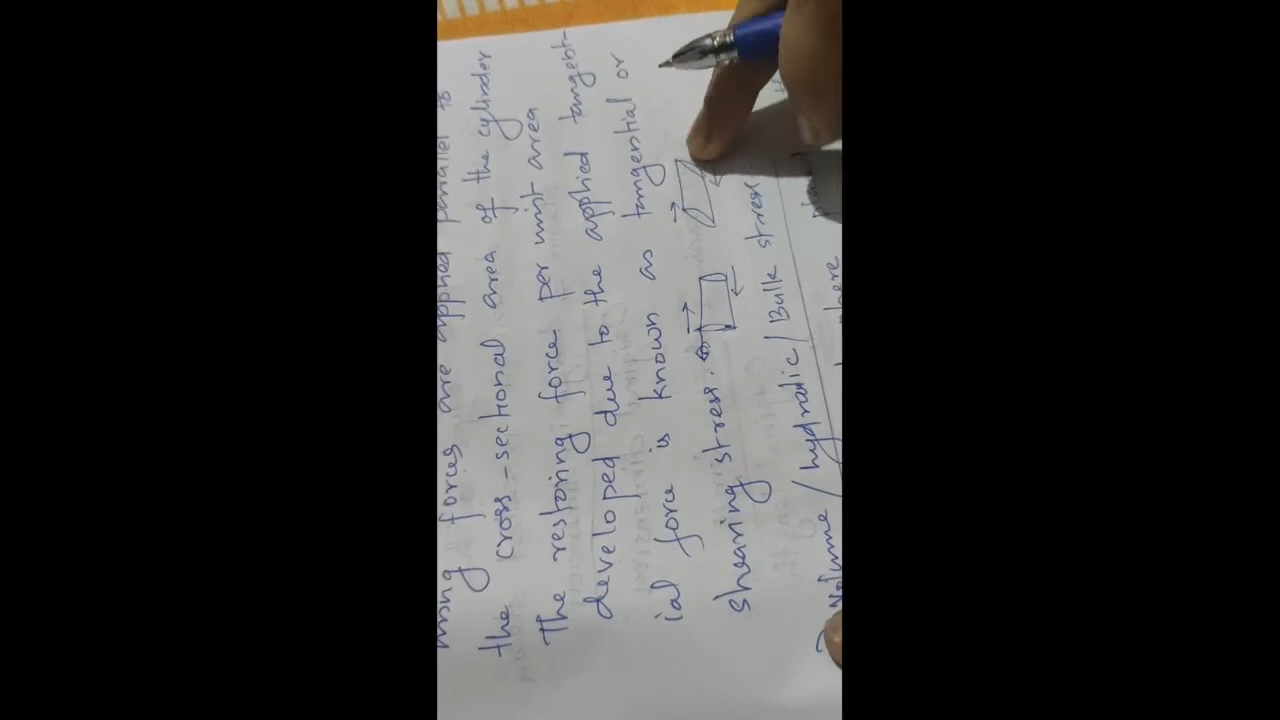 forces are applied parallel to
the cross-sectional area of the cylinder
The restoring force per unit area
developed due to the applied tangent-
ial force is known as tangential or
shearing stress.
Volume/hydraulic/Bulk stress
where